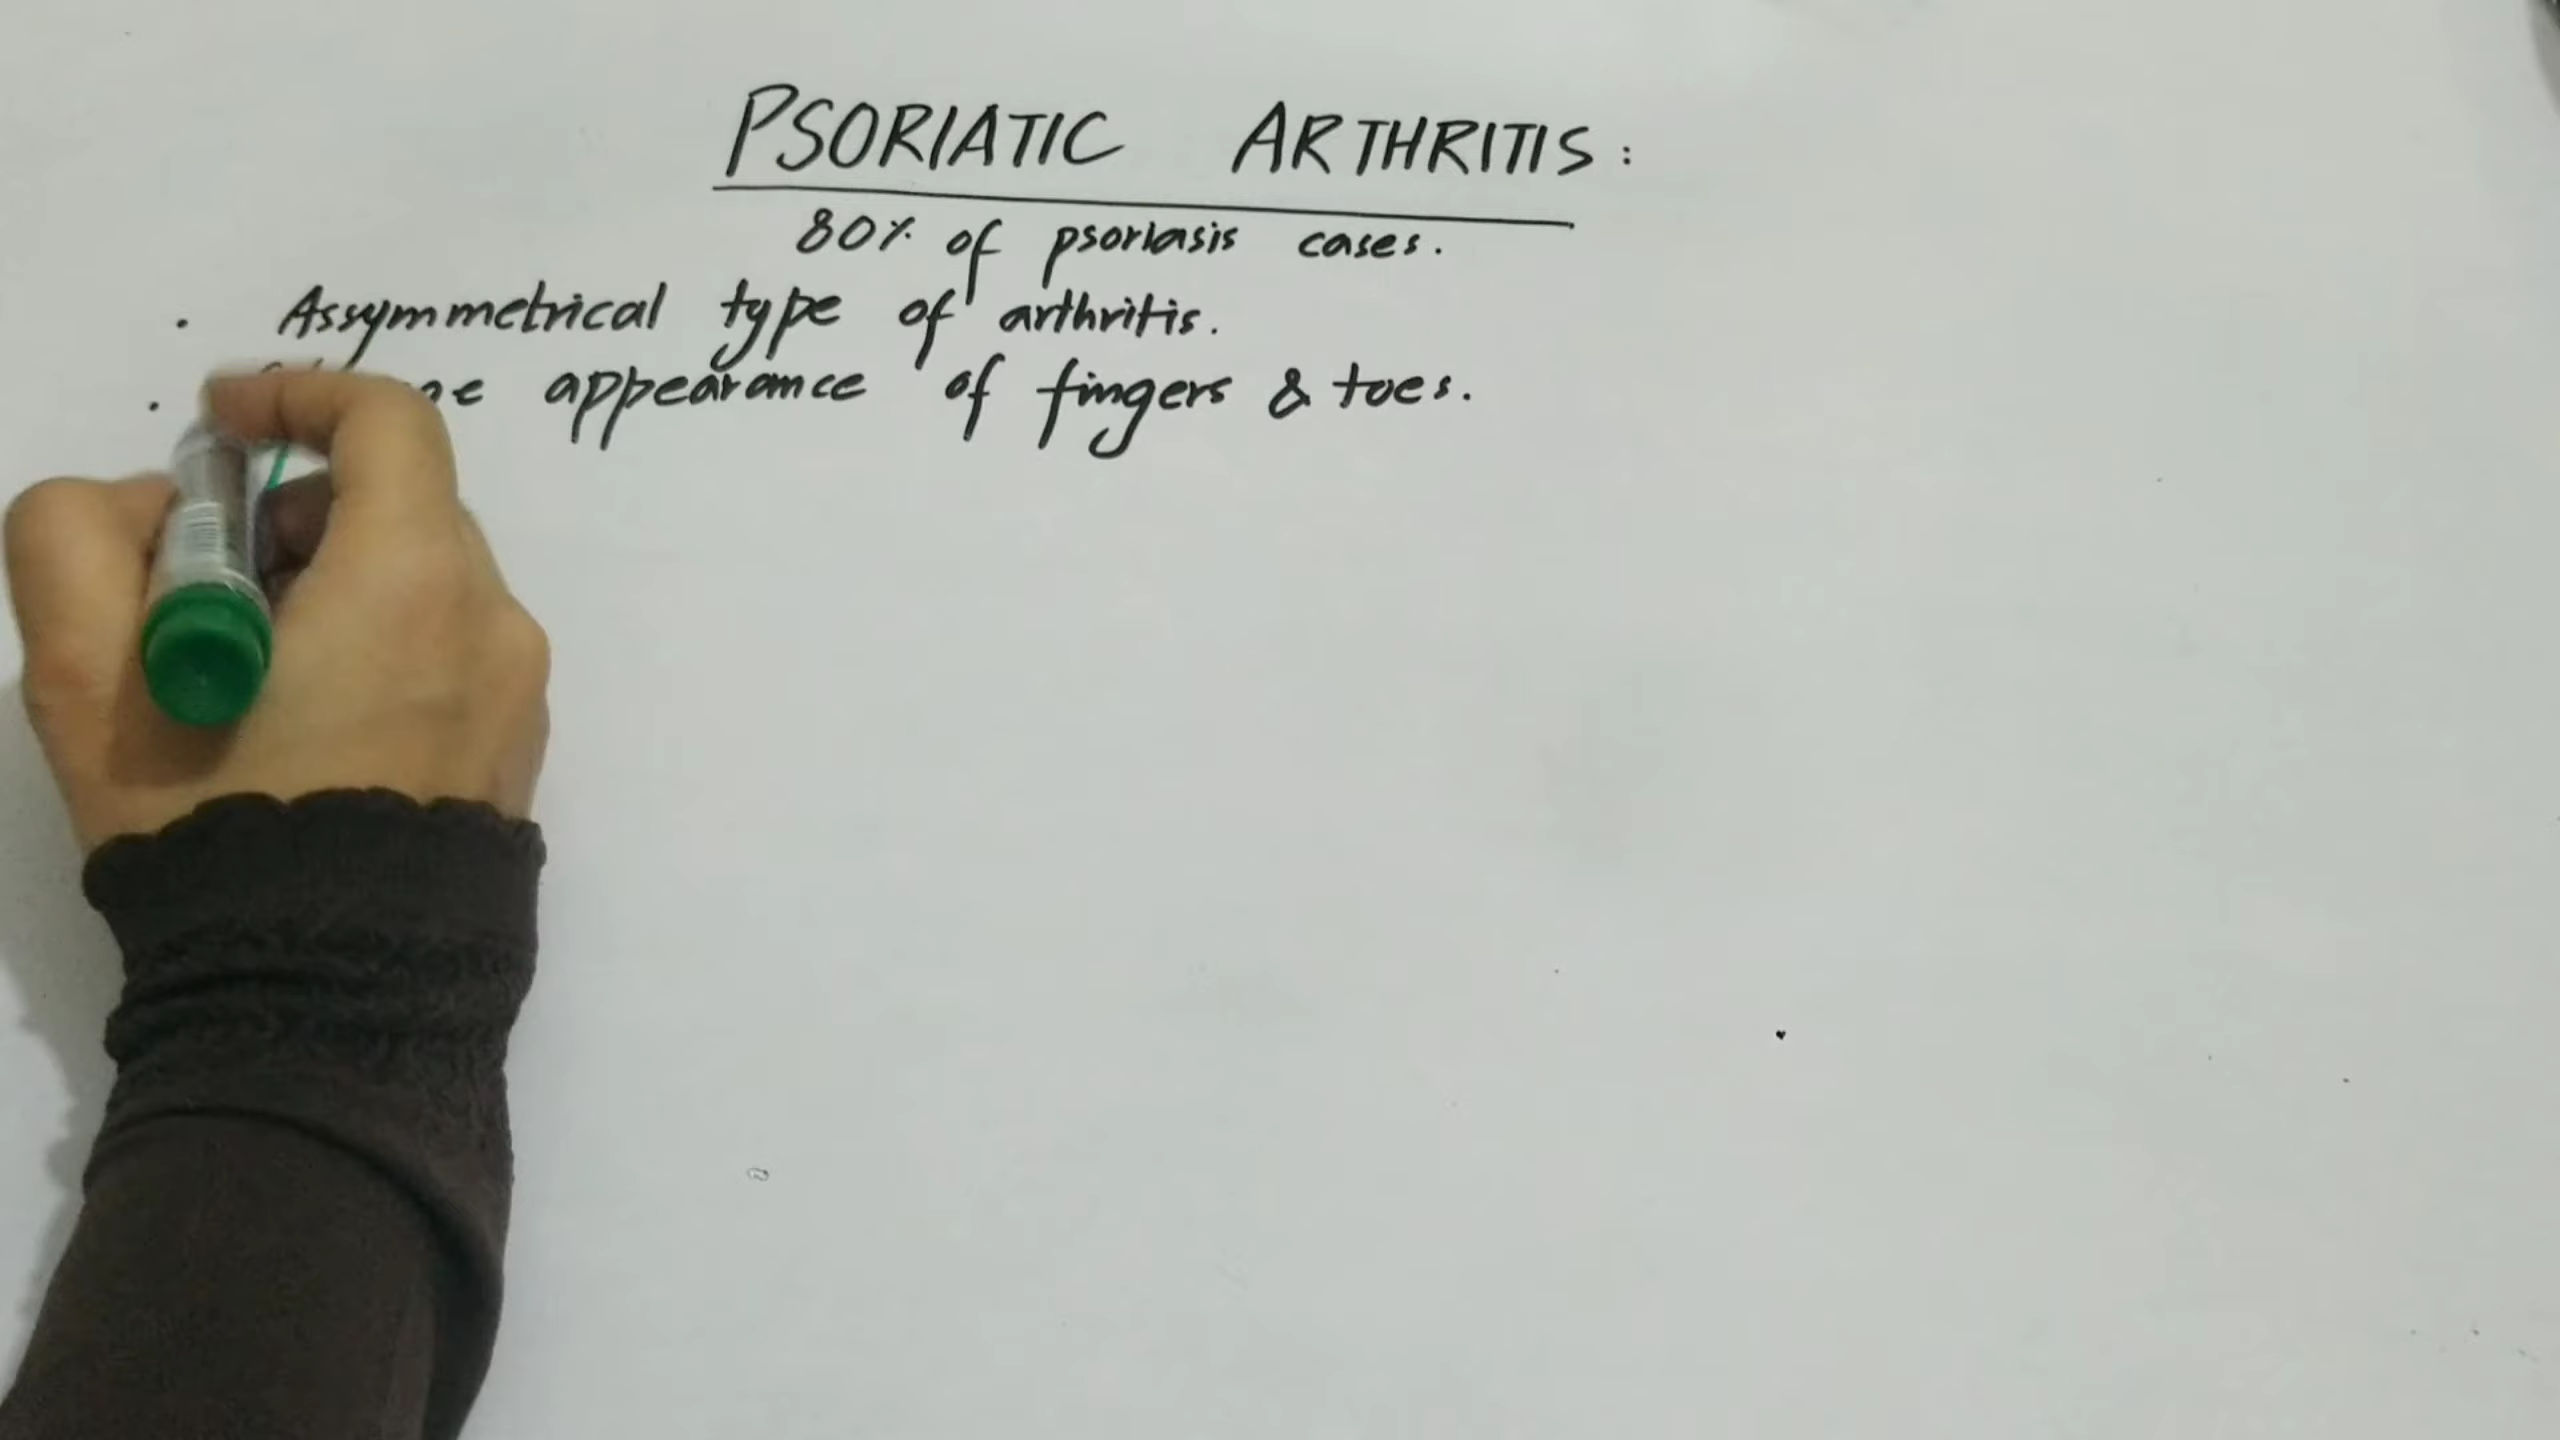 PSORIATIC ARTHRITIS:
80% of psoriasis cases.
. Assymmetrical type of arthritis.
. appearance of fingers & toes.